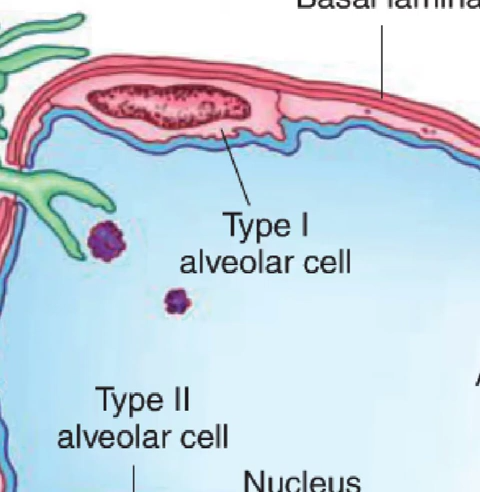 Basal lamina
Type I
alveolar cell
Type II
alveolar cell
Nucleus